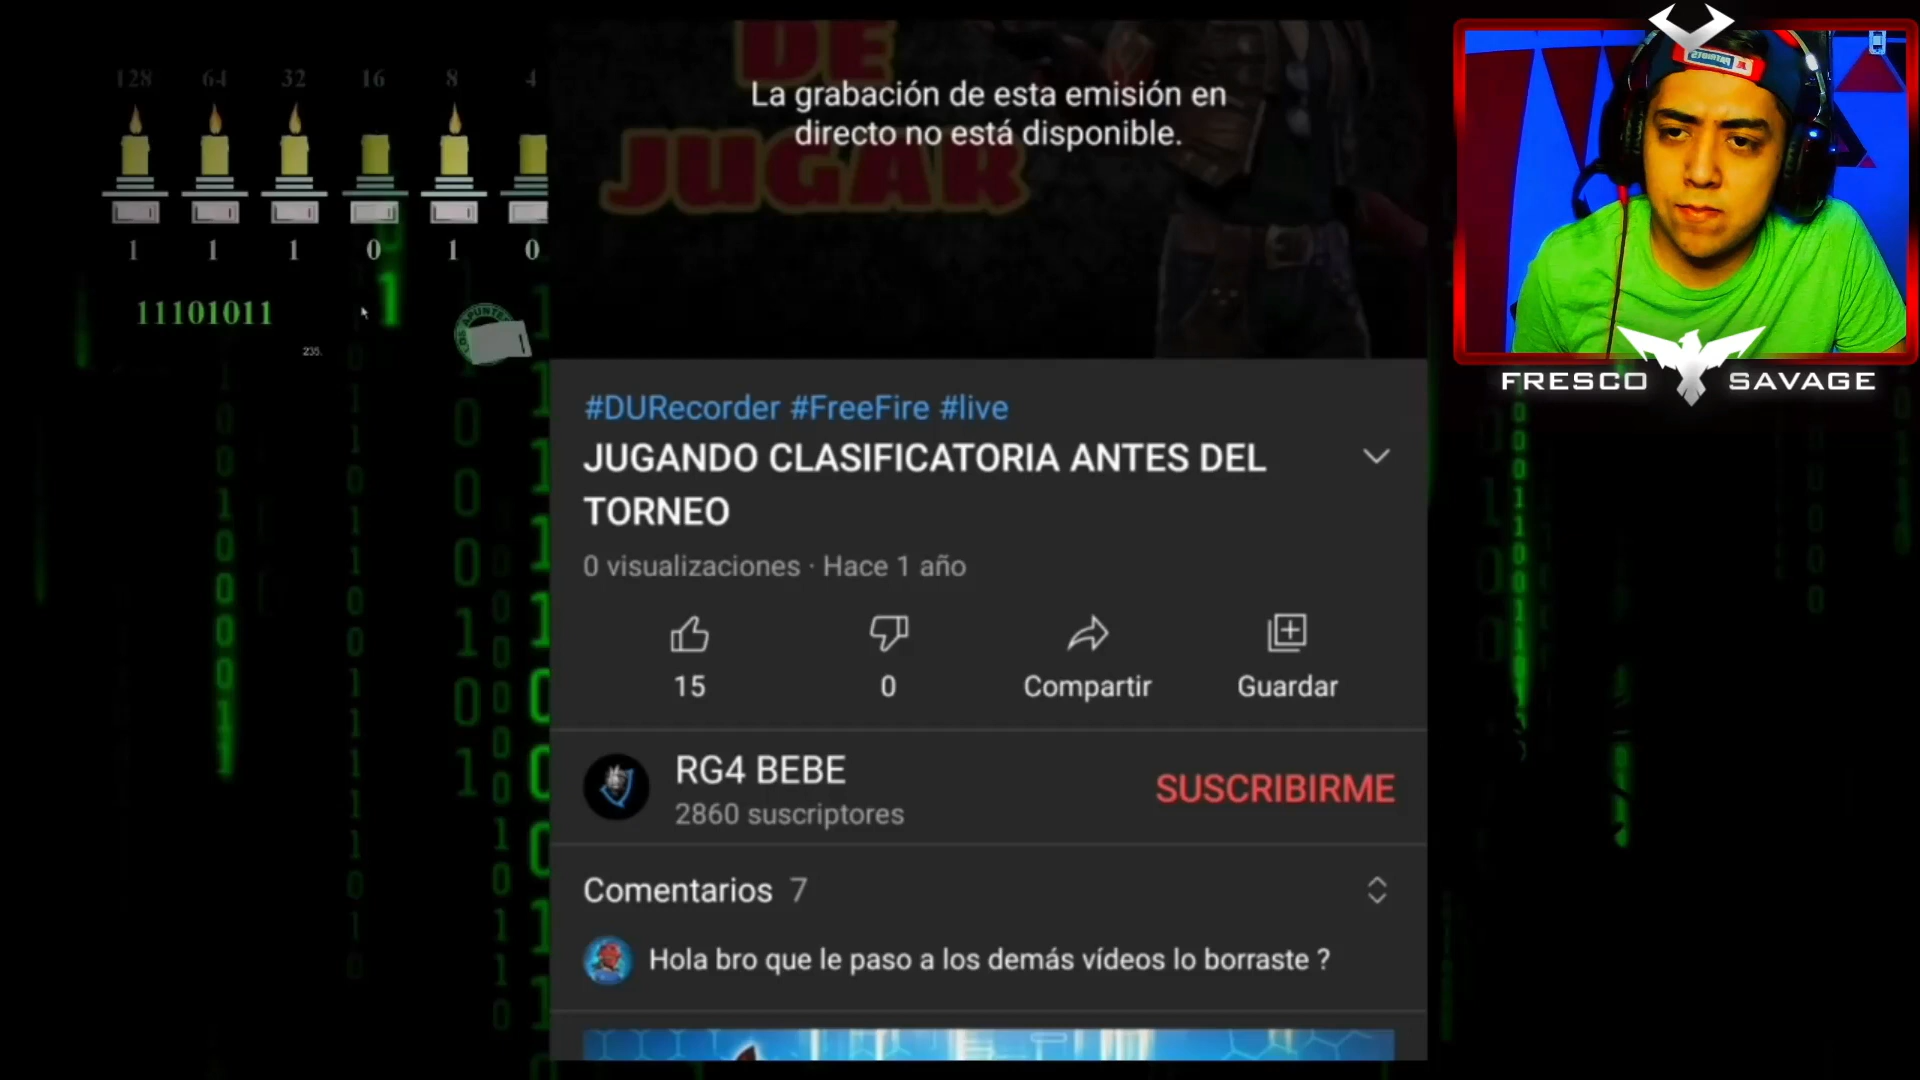 128 64 32 16 8 4
1 1 1 0 1 0
11101011
235.
DE
JUGAR
La grabación de esta emisión en
directo no está disponible.
#DURecorder #FreeFire #live
JUGANDO CLASIFICATORIA ANTES DEL
TORNEO
0 visualizaciones · Hace 1 año
15
0
Compartir
Guardar
RG4 BEBE
2860 suscriptores
SUSCRIBIRME
Comentarios 7
Hola bro que le paso a los demás vídeos lo borraste ?
FRESCO SAVAGE